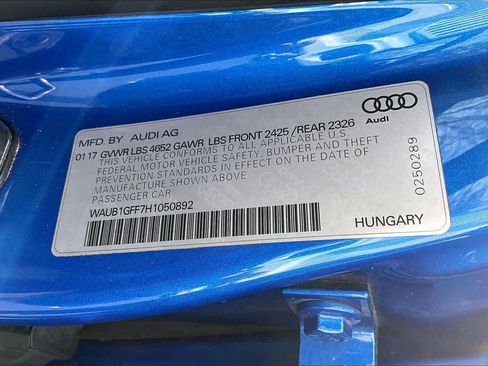 MFD. BY AUDI AG
01 17 GVWR LBS 4652 GAWR LBS FRONT 2425 /REAR 2326
THIS VEHICLE CONFORMS TO ALL APPLICABLE U.S
FEDERAL MOTOR VEHICLE SAFETY, BUMPER AND THEFT
PREVENTION STANDARDS IN EFFECT ON THE DATE OF
MANUFACTURE SHOWN ABOVE
PASSENGER CAR
WAUB1GFF7H1050892
Audi
0250289
HUNGARY